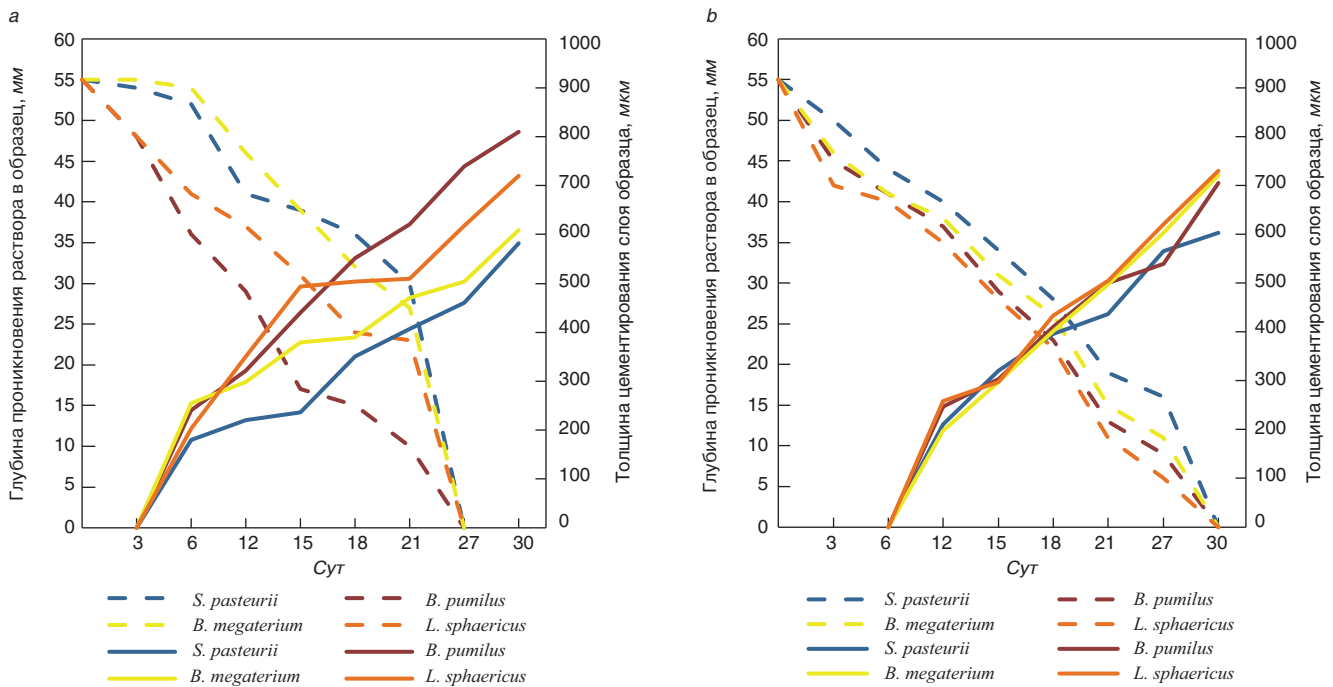 a
Глубина проникновения раствора в образец, мм
60
55
50
45
40
35
30
25
20
15
10
5
0
1000
900
800
700
600
500
400
300
200
100
0
Толщина цементирования слоя образца, мкм
3 6 12 15 18 21 27 30
Сут
S. pasteurii B. pumilus
B. megaterium L. sphaericus
S. pasteurii B. pumilus
B. megaterium L. sphaericus
b
Глубина проникновения раствора в образец, мм
60
55
50
45
40
35
30
25
20
15
10
5
0
1000
900
800
700
600
500
400
300
200
100
0
Толщина цементирования слоя образца, мкм
3 6 12 15 18 21 27 30
Сут
S. pasteurii B. pumilus
B. megaterium L. sphaericus
S. pasteurii B. pumilus
B. megaterium L. sphaericus